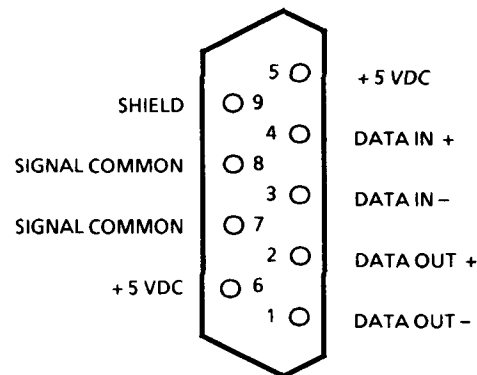 5 + 5 VDC
SHIELD 9
4 DATA IN +
SIGNAL COMMON 8
3 DATA IN –
SIGNAL COMMON 7
2 DATA OUT +
+ 5 VDC 6
1 DATA OUT –